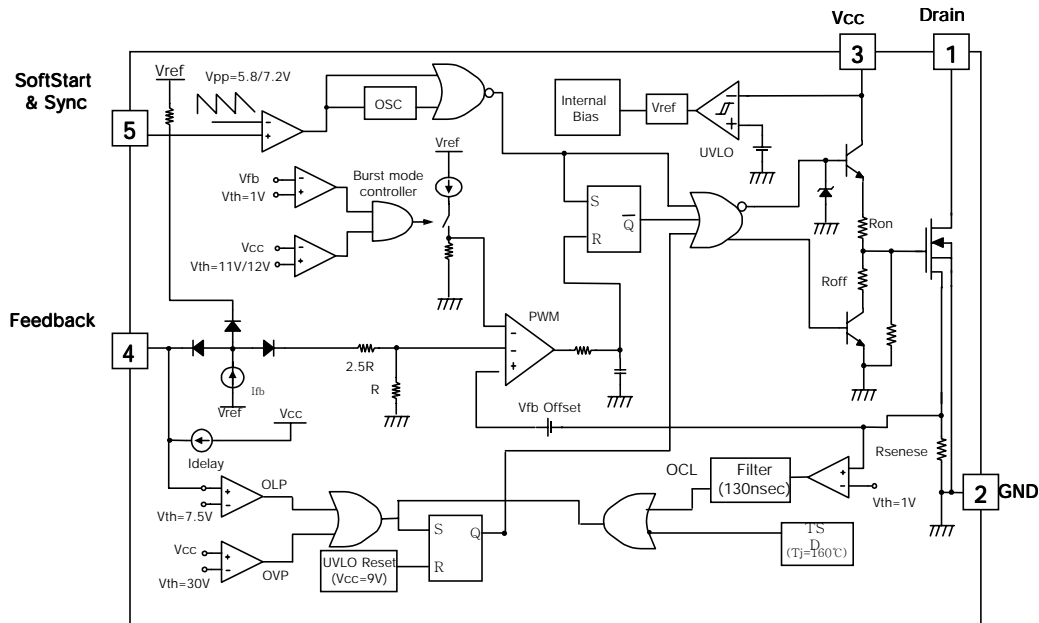 Vcc
Drain
3
1
SoftStart
& Sync
5
Vref
Vpp=5.8/7.2V
−
+
OSC
Internal
Bias
Vref
−
+
UVLO
Vfb
Vth=1V
−
+
Burst mode
controller
Vref
Vcc
Vth=11V/12V
−
+
S
R
Q
Ron
Roff
Feedback
4
2.5R
R
PWM
−
−
+
Ifb
Vref
Vcc
Idelay
Vfb Offset
Rsenese
OLP
+
−
Vth=7.5V
Vcc
Vth=30V
+
−
OVP
UVLO Reset
(Vcc=9V)
S
R
Q
OCL
Filter
(130nsec)
+
−
Vth=1V
TS
D
(Tj=160℃)
2
GND